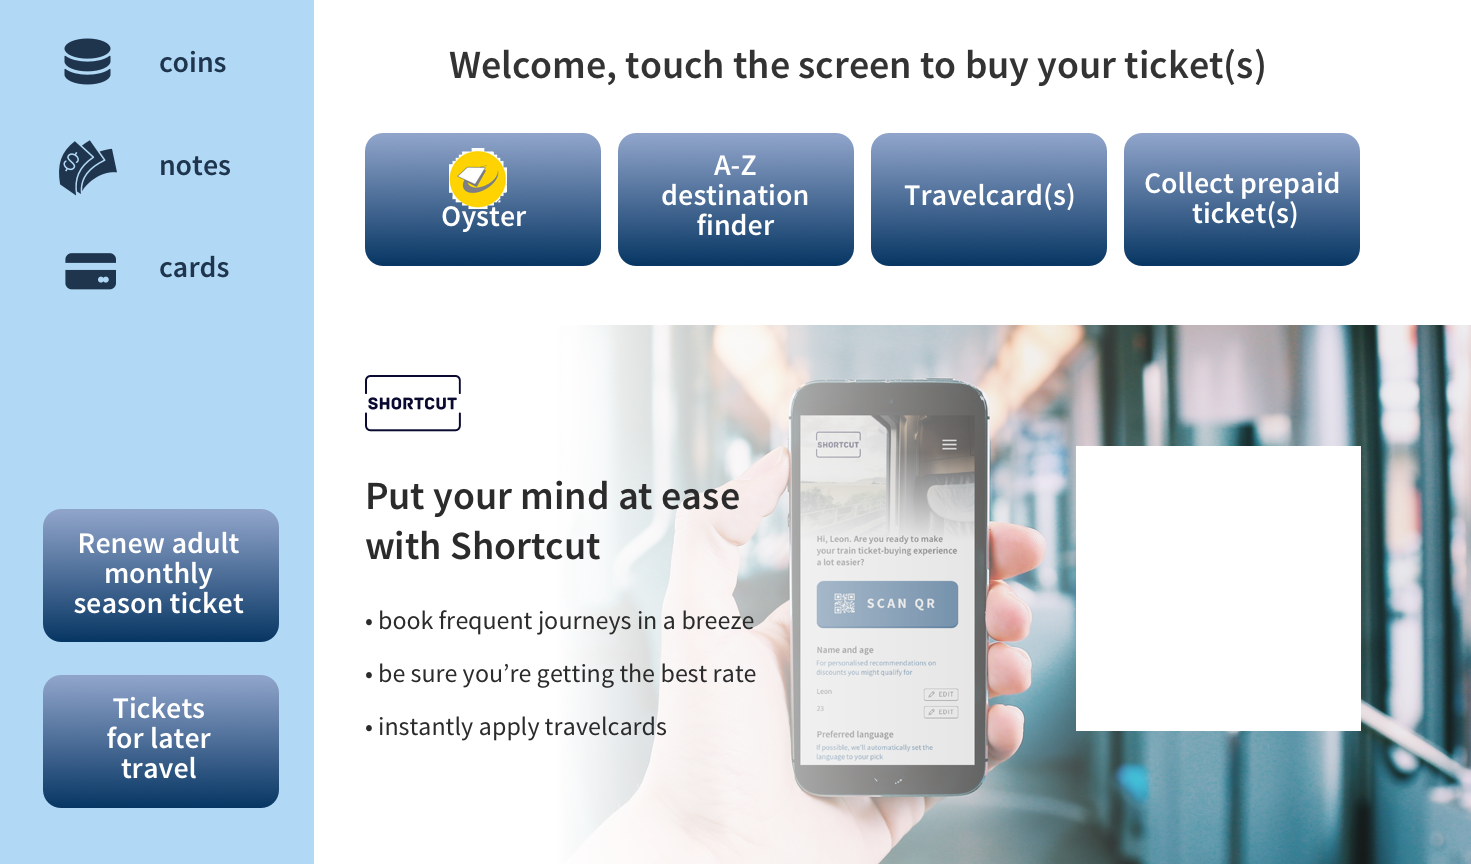 coins
notes
cards
Renew adult
monthly
season ticket
Tickets
for later
travel
Welcome, touch the screen to buy your ticket(s)
Oyster
A-Z
destination
finder
Travelcard(s)
Collect prepaid
ticket(s)
SHORTCUT
Put your mind at ease
with Shortcut
• book frequent journeys in a breeze
• be sure you’re getting the best rate
• instantly apply travelcards
SHORTCUT
Hi, Leon. Are you ready to make
your train ticket-buying experience
a lot easier?
SCAN QR
Name and age
For personalised recommendations on
discounts you might qualify for
Leon
EDIT
23
EDIT
Preferred language
If possible, we'll automatically set the
language to your pick